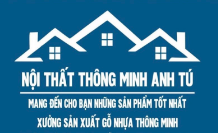 NỘI THẤT THÔNG MINH ANH TÚ
MANG ĐẾN CHO BẠN NHỮNG SẢN PHẨM TỐT NHẤT
XƯỞNG SẢN XUẤT GỖ NHỰA THÔNG MINH